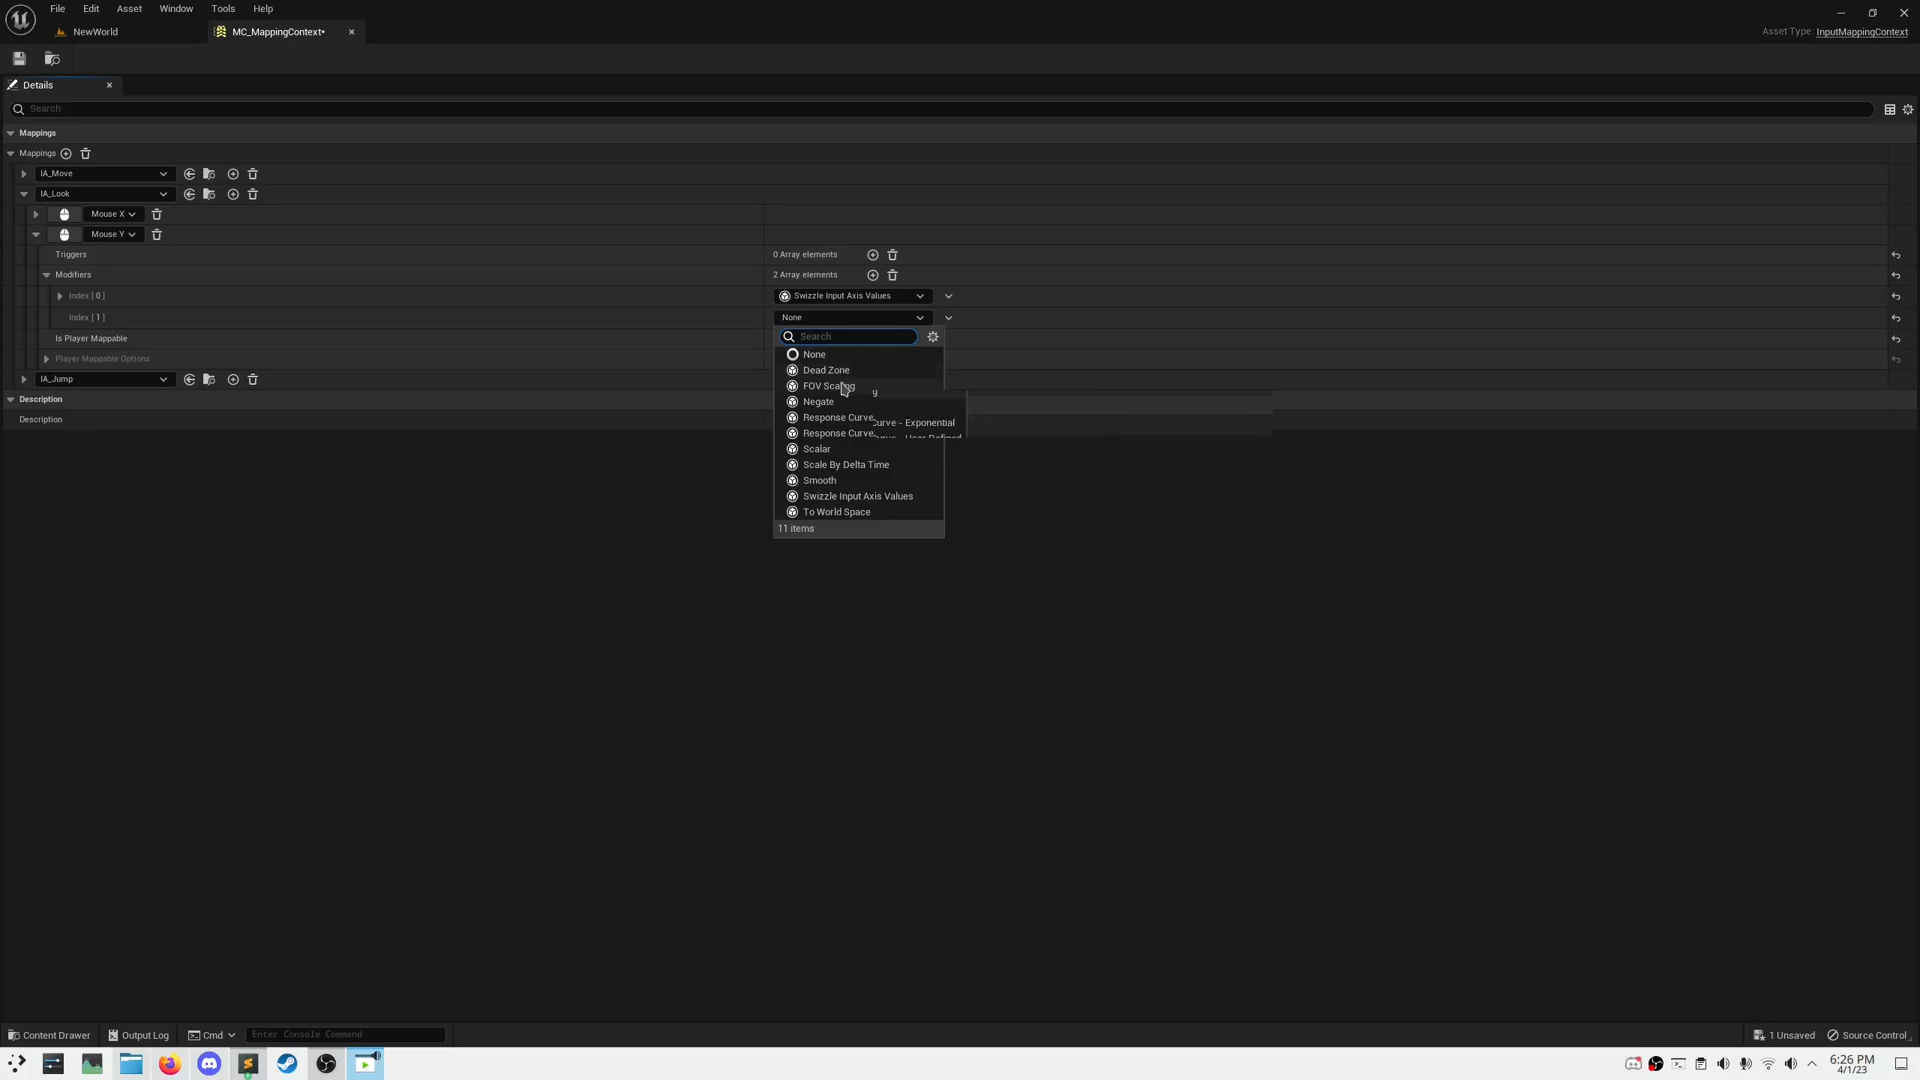 File Edit Asset Window Tools Help
NewWorld
MC_MappingContext*
Asset Type: InputMappingContext
Details
Search
Mappings
Mappings
IA_Move
IA_Look
Mouse X
Mouse Y
Triggers
0 Array elements
Modifiers
2 Array elements
Index [ 0 ]
Swizzle Input Axis Values
Index [ 1 ]
None
Is Player Mappable
Search
Player Mappable Options
None
Dead Zone
IA_Jump
FOV Scaling
y
Description
Negate
Description
Response Curve
Curve - Exponential
Response Curve
Curve - User Defined
Scalar
Scale By Delta Time
Smooth
Swizzle Input Axis Values
To World Space
11 items
Content Drawer
Output Log
Cmd
Enter Console Command
1 Unsaved
Source Control
6:26 PM
4/1/23